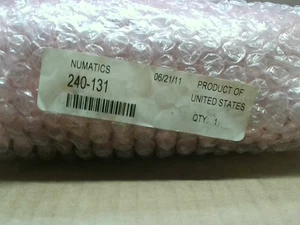 NUMATICS
240-131
06/21/11
PRODUCT OF
UNITED STATES
QTY: 1